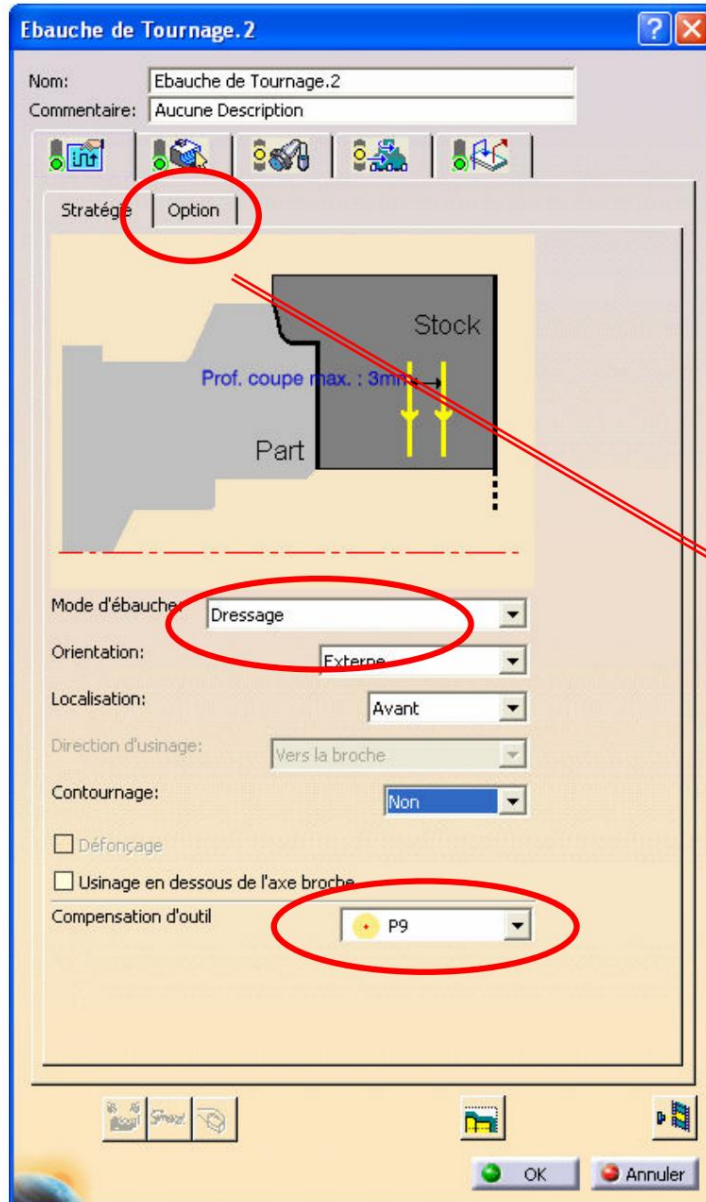 Ebauche de Tournage.2
Nom: Ebauche de Tournage.2
Commentaire: Aucune Description
Stratégie Option
Stock
Prof. coupe max. : 3mm
Part
Mode d'ébauche: Dressage
Orientation: Externe
Localisation: Avant
Direction d'usinage: Vers la broche
Contournage: Non
Défonçage
Usinage en dessous de l'axe broche
Compensation d'outil P9
OK Annuler